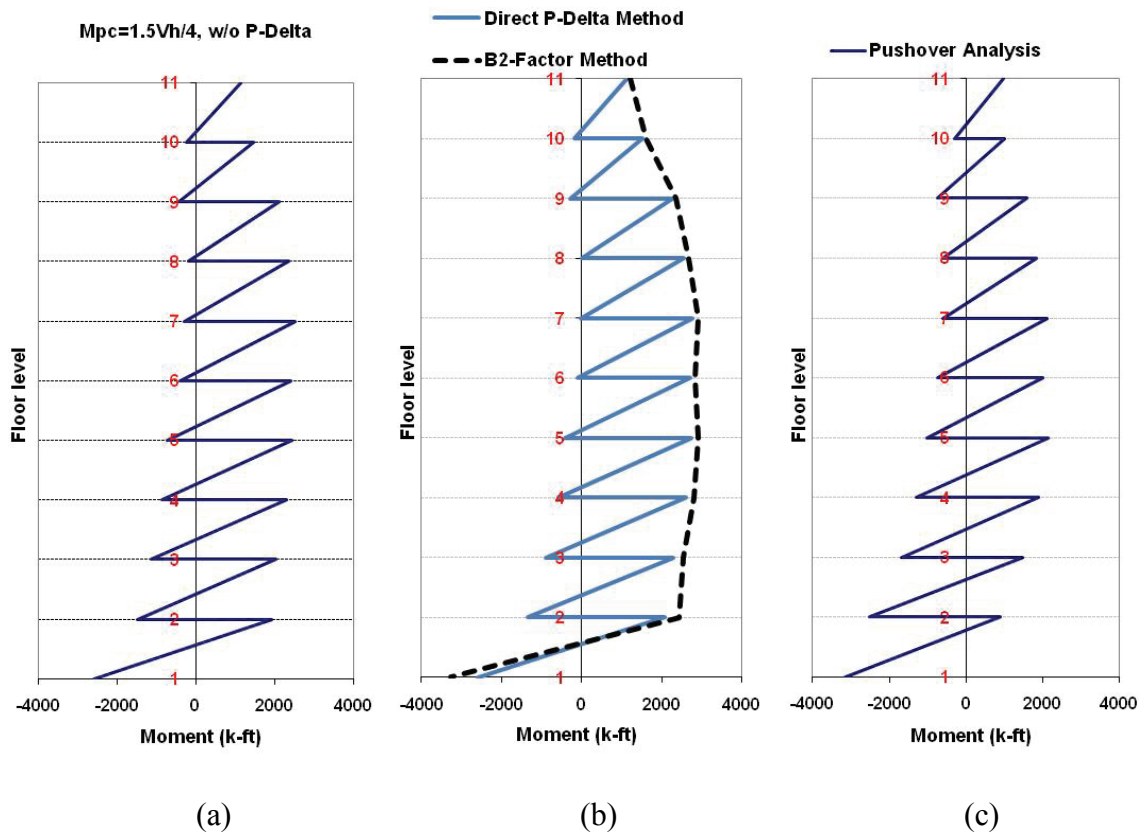 Mpc=1.5Vh/4, w/o P-Delta
11
10
9
8
7
6
5
4
3
2
1
Floor level
-4000 -2000 0 2000 4000
Moment (k-ft)
(a)
Direct P-Delta Method
B2-Factor Method
11
10
9
8
7
6
5
4
3
2
1
Floor level
-4000 -2000 0 2000 4000
Moment (k-ft)
(b)
Pushover Analysis
11
10
9
8
7
6
5
4
3
2
1
Floor level
-4000 -2000 0 2000 4000
Moment (k-ft)
(c)